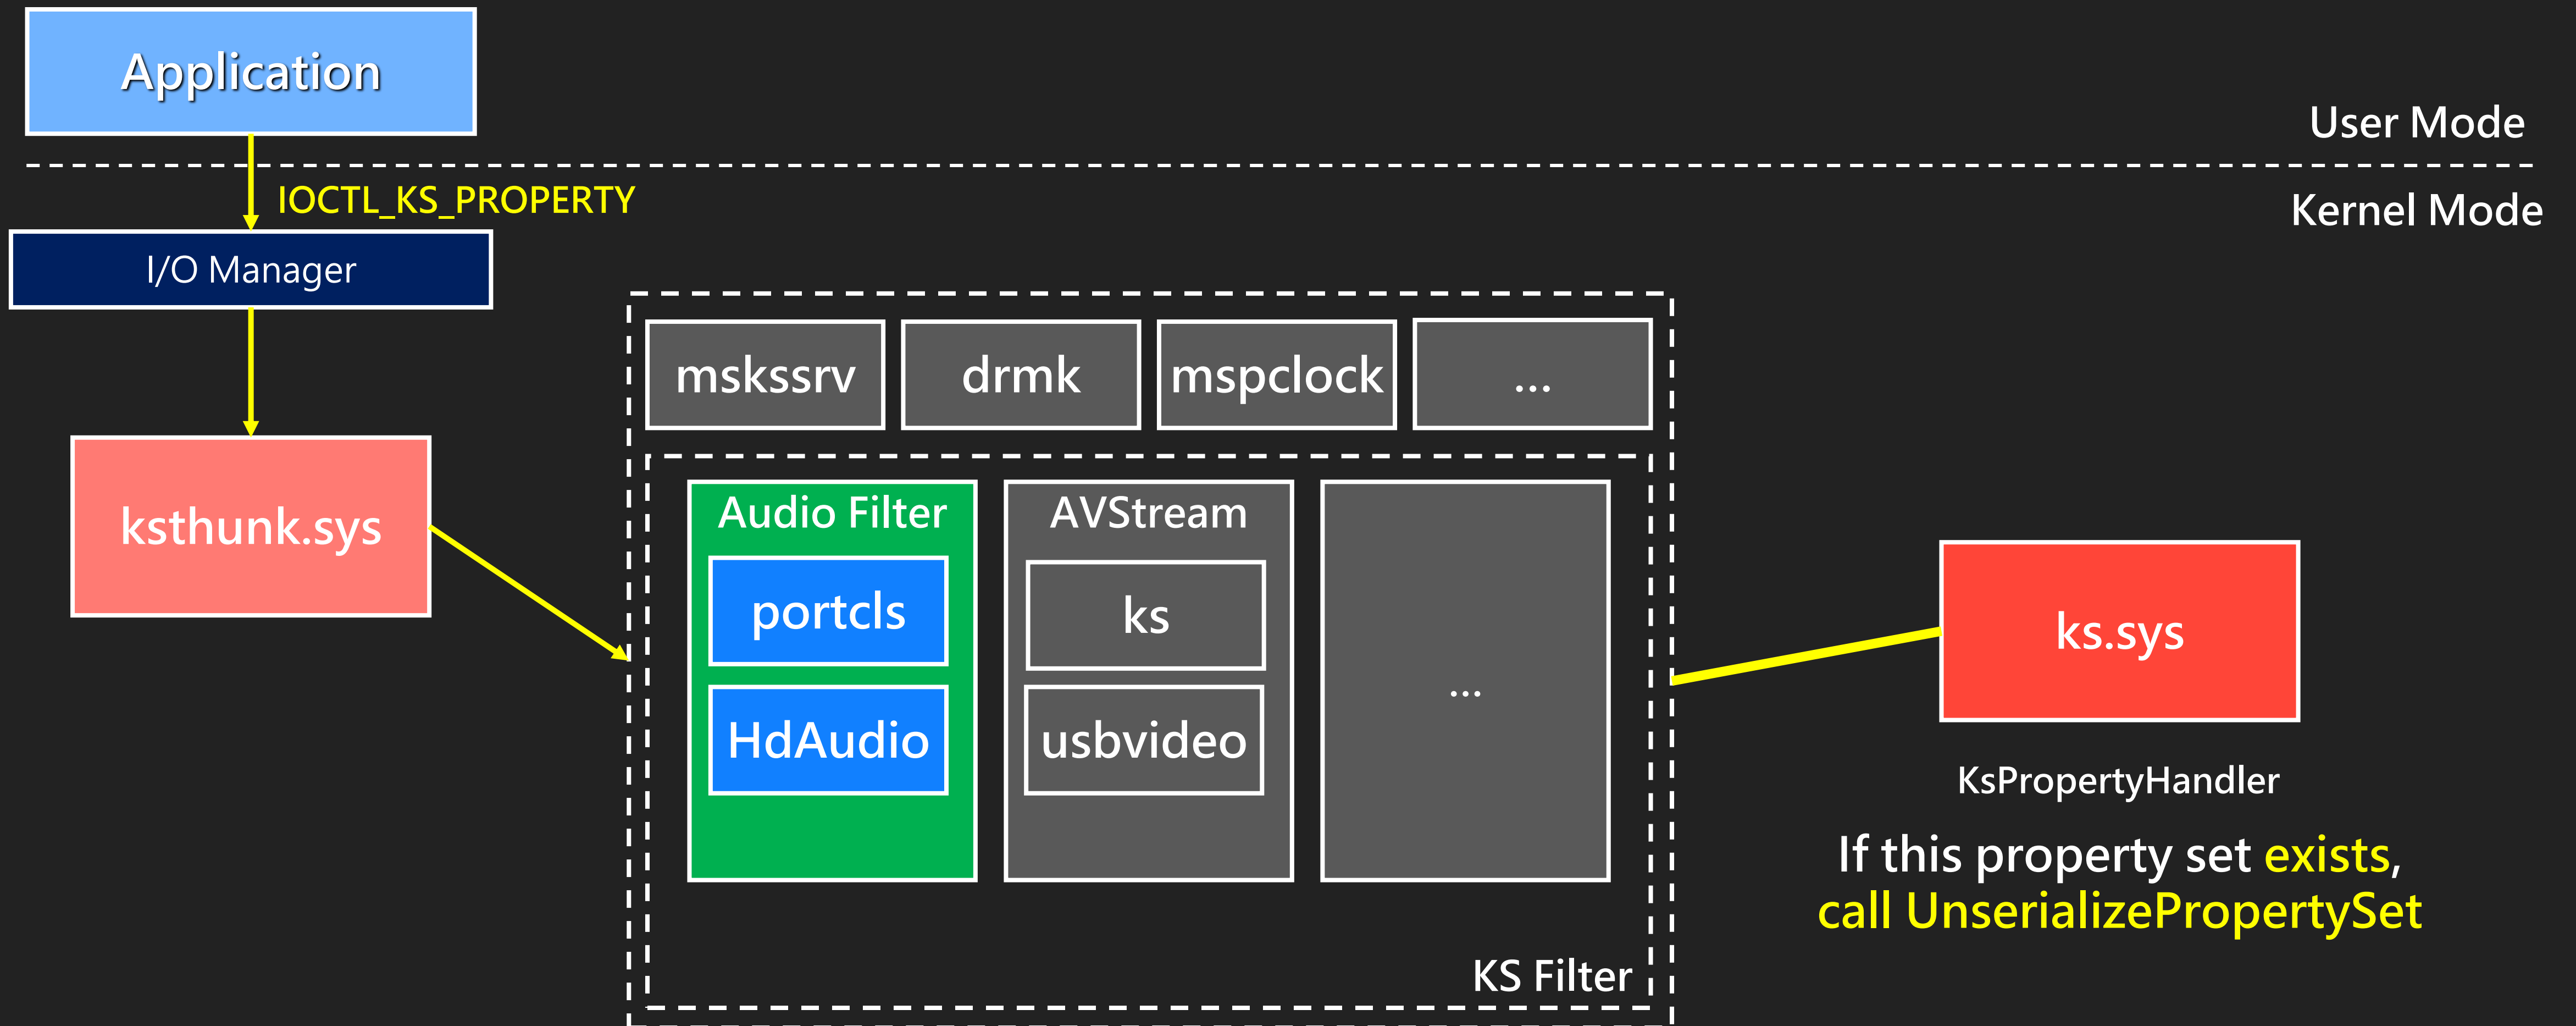 Application
User Mode
IOCTL_KS_PROPERTY
Kernel Mode
I/O Manager
mskssrv
drmk
mspclock
...
ksthunk.sys
Audio Filter
portcls
HdAudio
AVStream
ks
usbvideo
...
KS Filter
ks.sys
KsPropertyHandler
If this property set exists,
call UnserializePropertySet